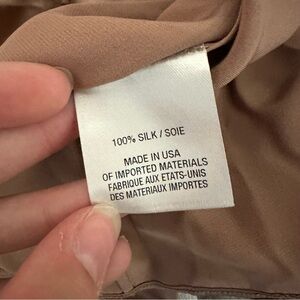 100% SILK / SOIE
MADE IN USA
OF IMPORTED MATERIALS
FABRIQUE AUX ETATS-UNIS
DES MATERIAUX IMPORTES